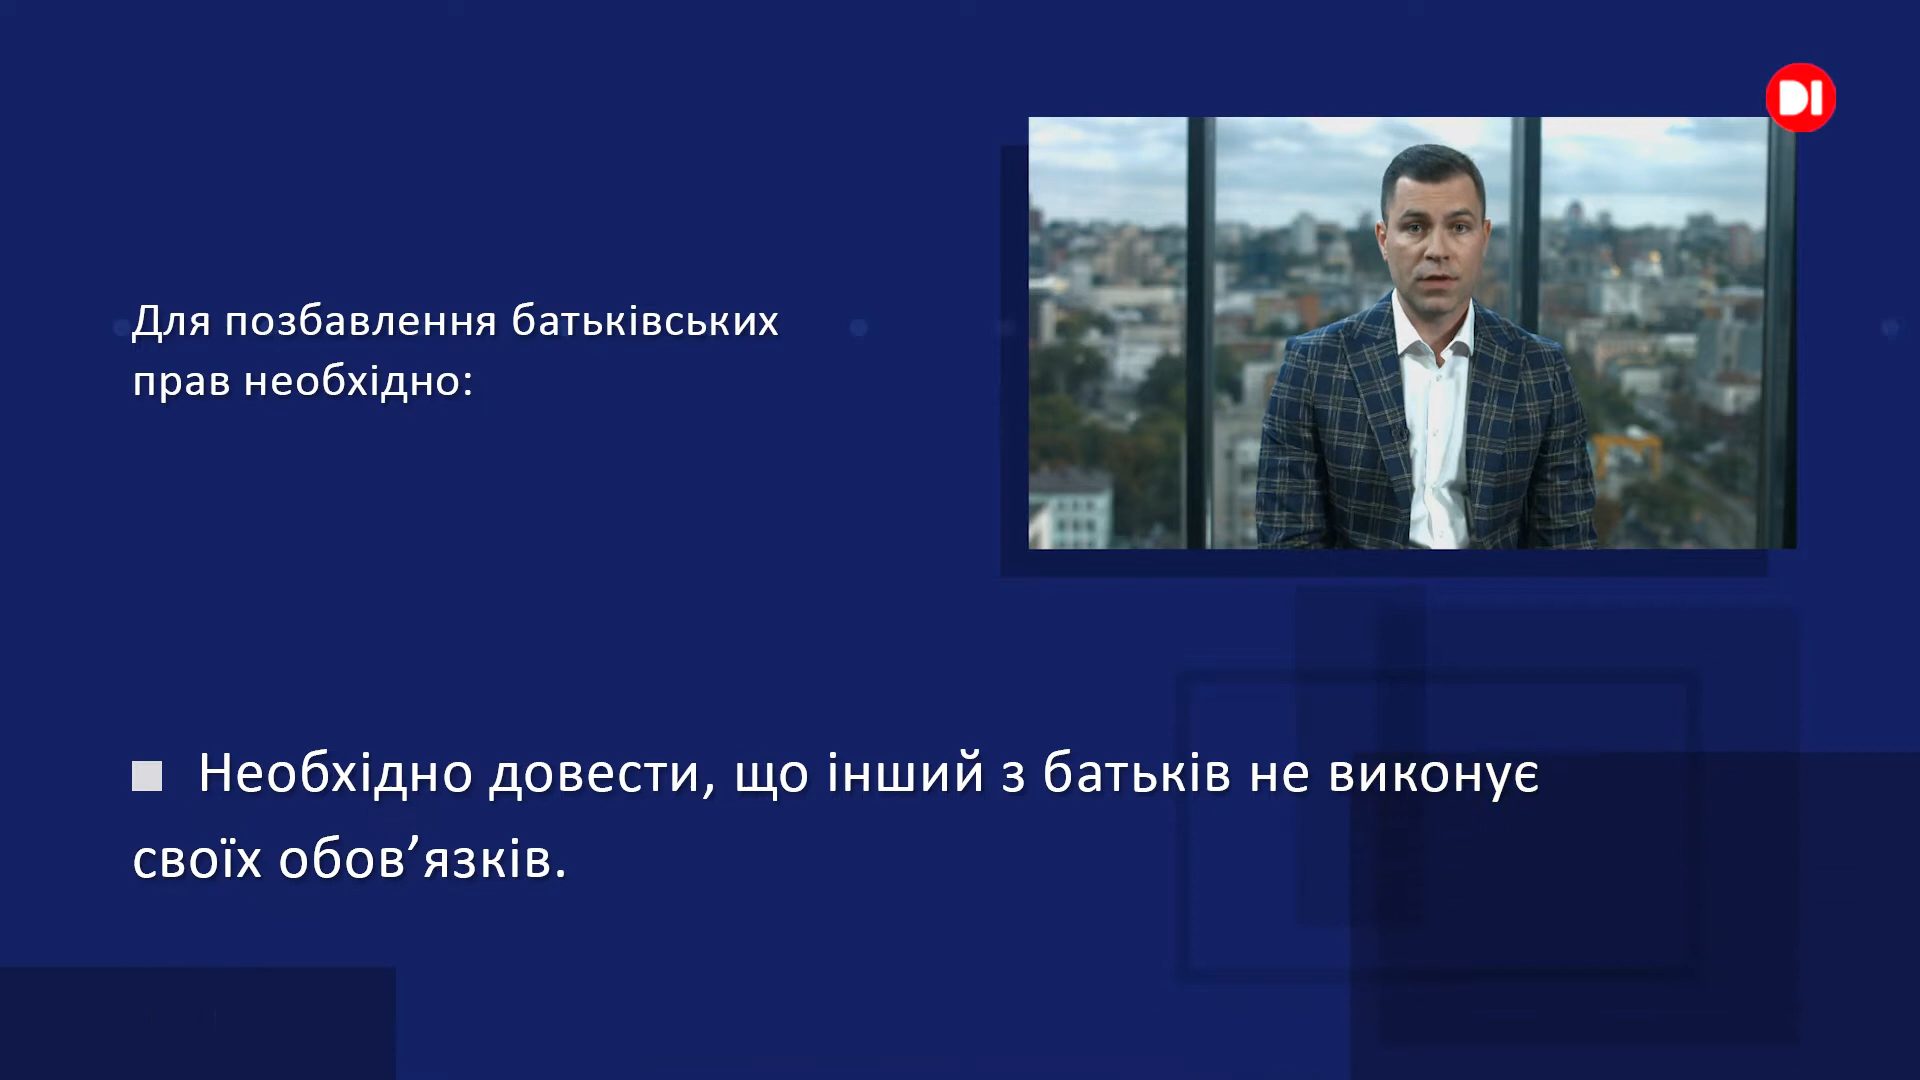 DI
Для позбавлення батьківських
прав необхідно:
Необхідно довести, що інший з батьків не виконує
своїх обов’язків.